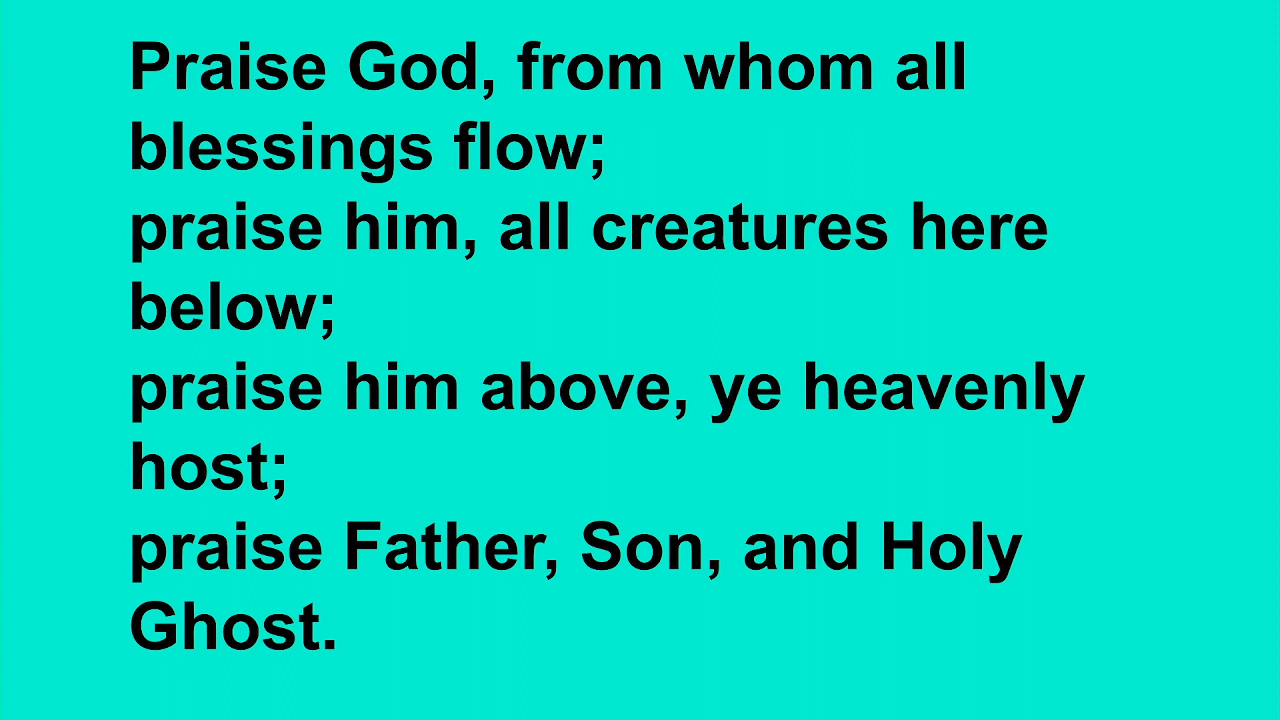 Praise God, from whom all
blessings flow;
praise him, all creatures here
below;
praise him above, ye heavenly
host;
praise Father, Son, and Holy
Ghost.